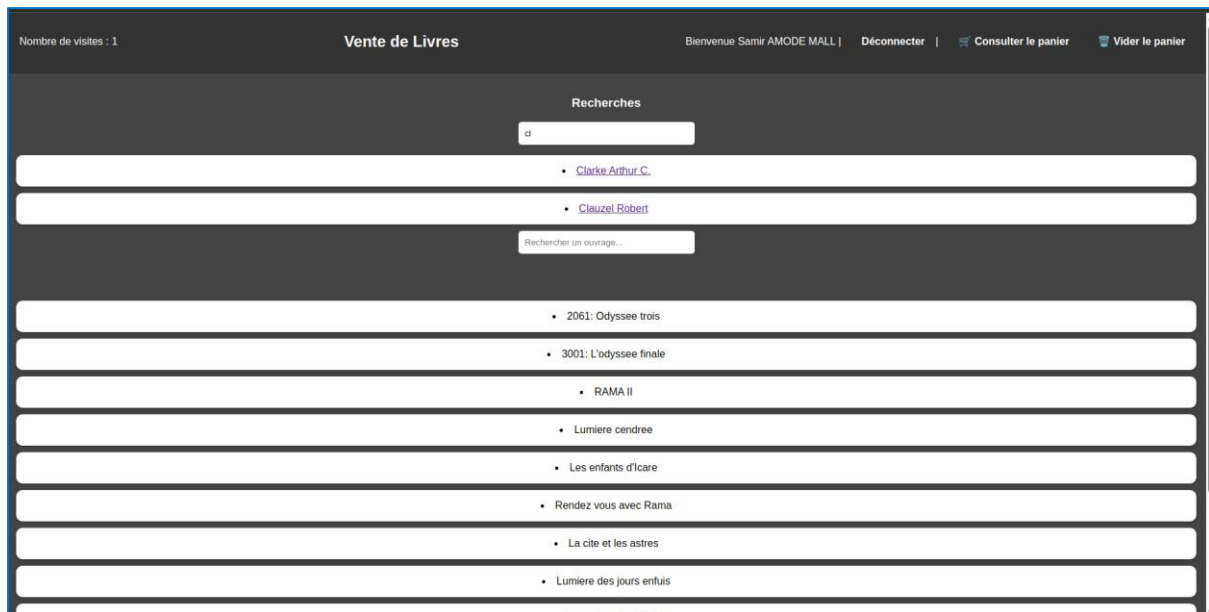 Nombre de visites : 1 Vente de Livres Bienvenue Samir AMODE MALL | Déconnecter | Consulter le panier Vider le panier
Recherches
cl
Clarke Arthur C.
Clauzel Robert
Rechercher un ouvrage...
2061: Odyssee trois
3001: L'odyssee finale
RAMA II
Lumiere cendree
Les enfants d'Icare
Rendez vous avec Rama
La cite et les astres
Lumiere des jours enfuis